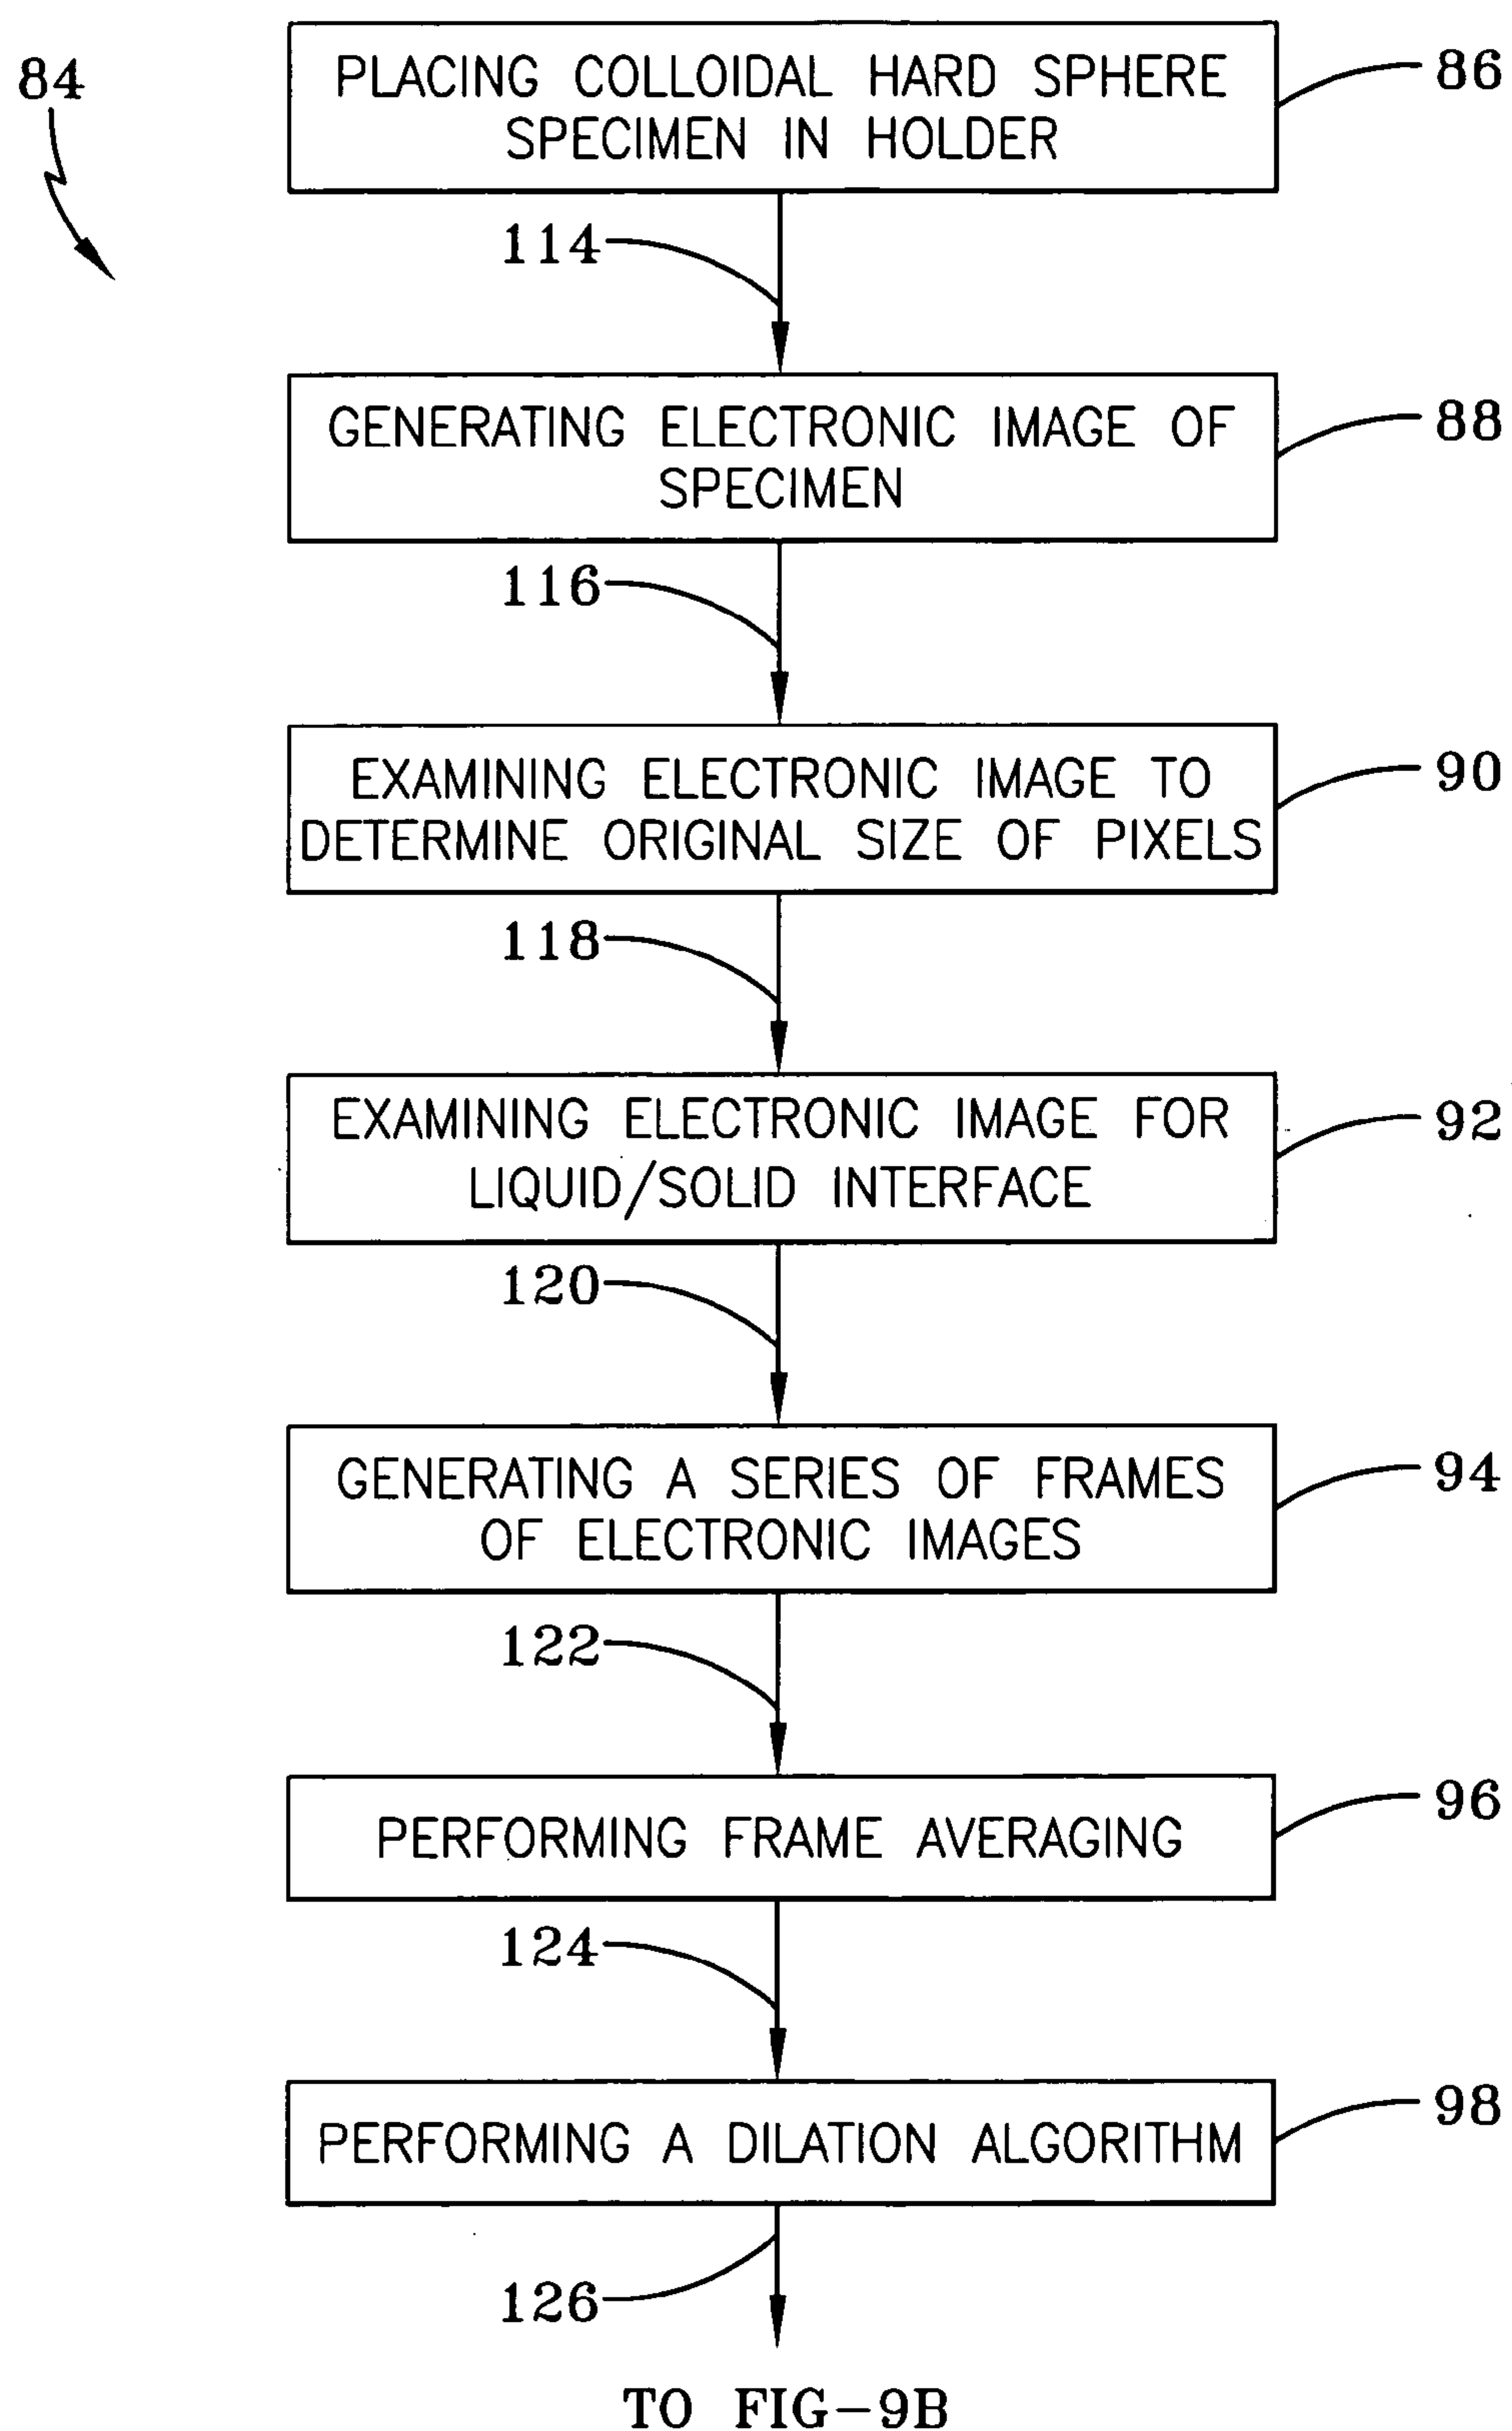 84
PLACING COLLOIDAL HARD SPHERE
SPECIMEN IN HOLDER
86
114
GENERATING ELECTRONIC IMAGE OF
SPECIMEN
88
116
EXAMINING ELECTRONIC IMAGE TO
DETERMINE ORIGINAL SIZE OF PIXELS
90
118
EXAMINING ELECTRONIC IMAGE FOR
LIQUID/SOLID INTERFACE
92
120
GENERATING A SERIES OF FRAMES
OF ELECTRONIC IMAGES
94
122
PERFORMING FRAME AVERAGING
96
124
PERFORMING A DILATION ALGORITHM
98
126
TO FIG-9B